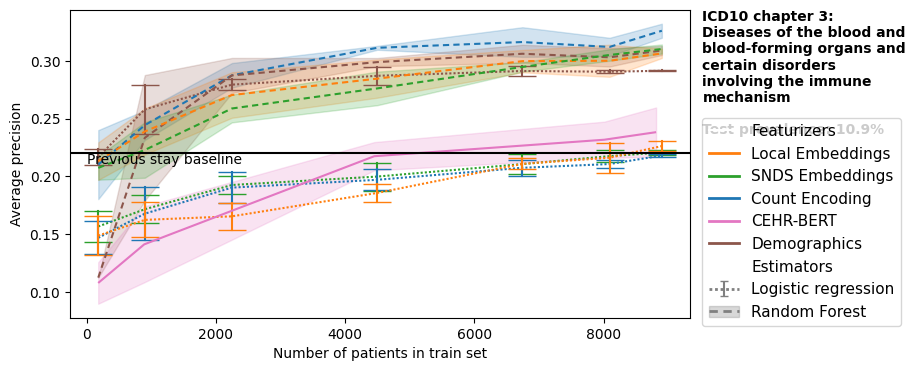 ICD10 chapter 3:
Diseases of the blood and
blood-forming organs and
certain disorders
involving the immune
mechanism
Test prevalence: 10.9%
Featurizers
Local Embeddings
SNDS Embeddings
Count Encoding
CEHR-BERT
Demographics
Estimators
Logistic regression
Random Forest
Average precision
0.30
0.25
0.20
0.15
0.10
Previous stay baseline
0
2000
4000
6000
8000
Number of patients in train set